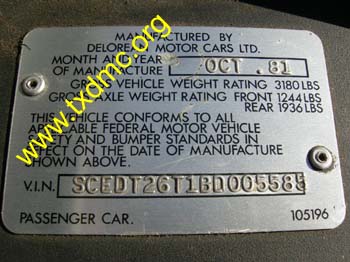 MANUFACTURED BY
DELOREAN MOTOR CARS LTD.
MONTH AND YEAR
OF MANUFACTURE OCT .81
GROSS VEHICLE WEIGHT RATING 3180 LBS
GROSS AXLE WEIGHT RATING FRONT 1244 LBS
REAR 1936 LBS
THIS VEHICLE CONFORMS TO ALL
APPLICABLE FEDERAL MOTOR VEHICLE
SAFETY AND BUMPER STANDARDS IN
EFFECT ON THE DATE OF MANUFACTURE
SHOWN ABOVE.
V.I.N. SCEDT26T1BD005585
PASSENGER CAR. 105196
www.txdmc.org